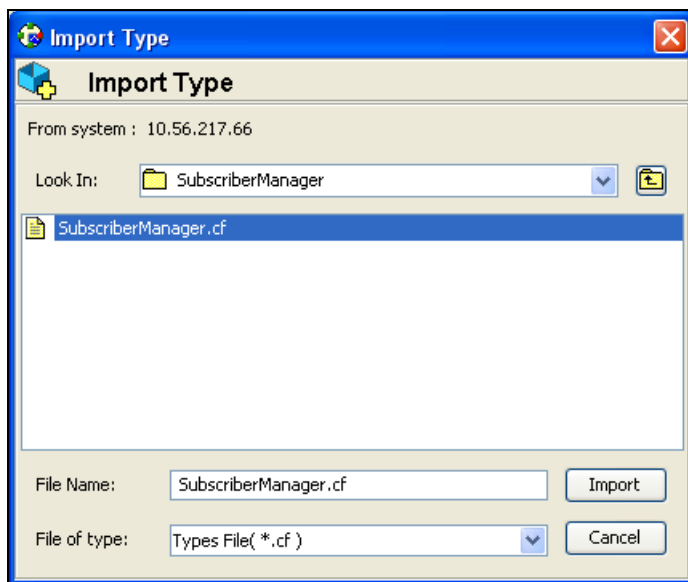 Import Type
Import Type
From system : 10.56.217.66
Look In: SubscriberManager
SubscriberManager.cf
File Name: SubscriberManager.cf Import
File of type: Types File( *.cf ) Cancel